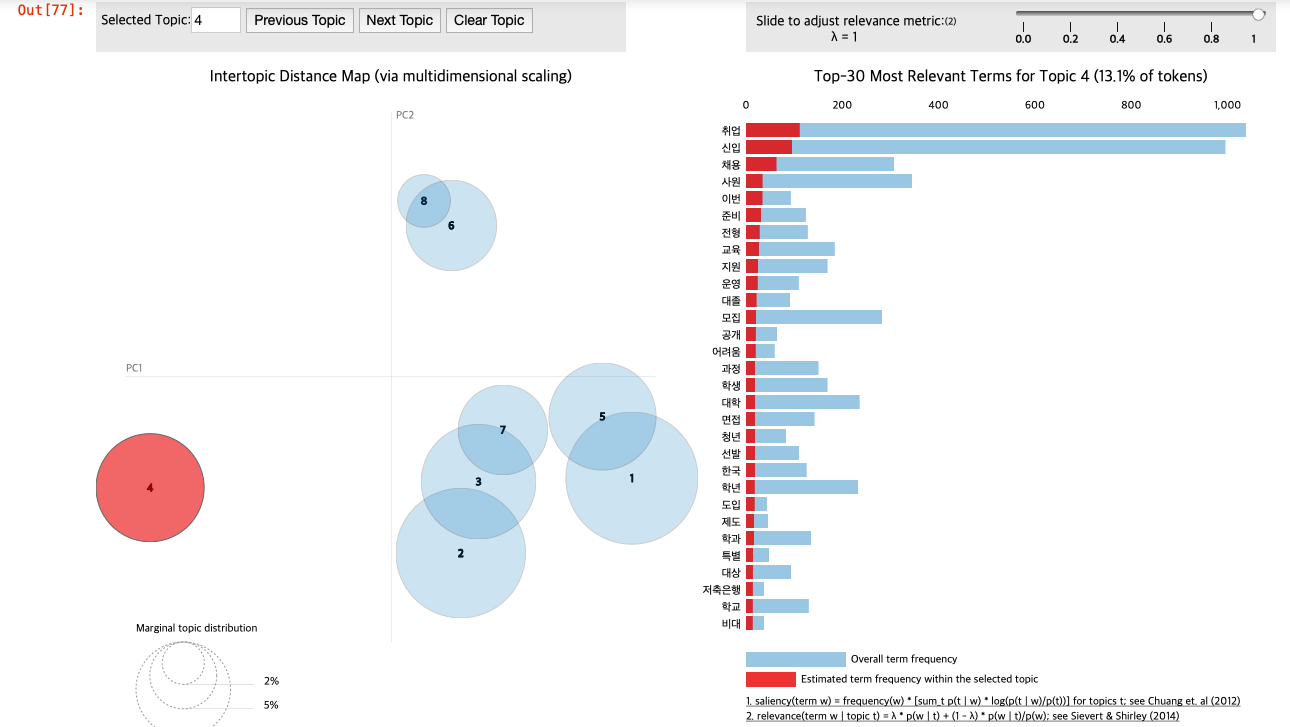 Out[77]:
Selected Topic: 4 Previous Topic Next Topic Clear Topic
Slide to adjust relevance metric:(2)
λ = 1
0.0 0.2 0.4 0.6 0.8 1
Intertopic Distance Map (via multidimensional scaling)
PC2
PC1
8
6
5
7
1
3
4
2
Marginal topic distribution
2%
5%
Top-30 Most Relevant Terms for Topic 4 (13.1% of tokens)
0 200 400 600 800 1,000
취업
신입
채용
사원
이번
준비
전형
교육
지원
운영
대졸
모집
공개
어려움
과정
학생
대학
면접
청년
선발
한국
학년
도입
제도
학과
특별
대상
저축은행
학교
비대
Overall term frequency
Estimated term frequency within the selected topic
1. saliency(term w) = frequency(w) * [sum_t p(t | w) * log(p(t | w)/p(t))] for topics t; see Chuang et. al (2012)
2. relevance(term w | topic t) = λ * p(w | t) + (1 - λ) * p(w | t)/p(w); see Sievert & Shirley (2014)